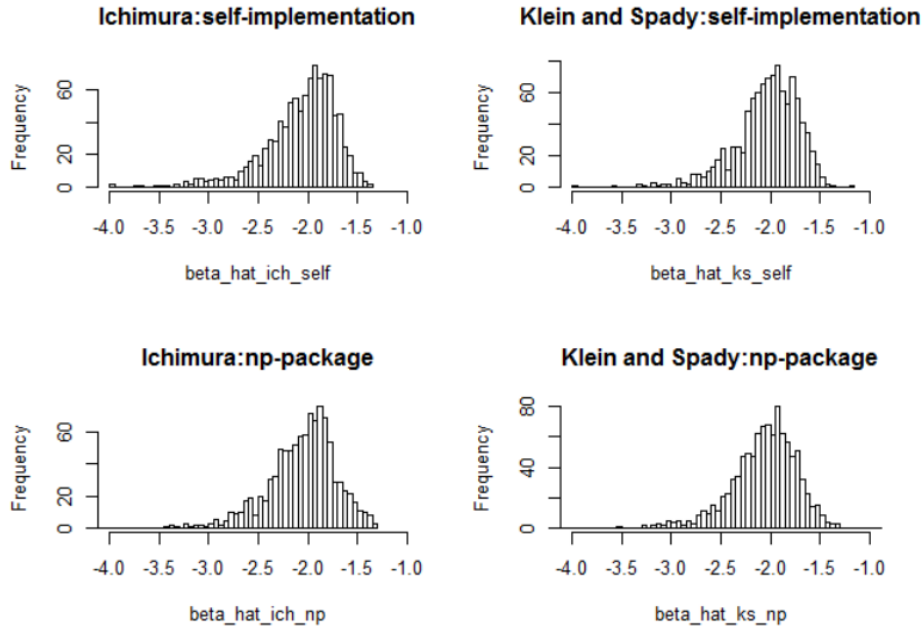 Ichimura:self-implementation
Frequency
0 20 60
-4.0 -3.5 -3.0 -2.5 -2.0 -1.5 -1.0
beta_hat_ich_self
Klein and Spady:self-implementation
Frequency
0 20 60
-4.0 -3.5 -3.0 -2.5 -2.0 -1.5 -1.0
beta_hat_ks_self
Ichimura:np-package
Frequency
0 20 60
-4.0 -3.5 -3.0 -2.5 -2.0 -1.5 -1.0
beta_hat_ich_np
Klein and Spady:np-package
Frequency
0 40 80
-4.0 -3.5 -3.0 -2.5 -2.0 -1.5 -1.0
beta_hat_ks_np